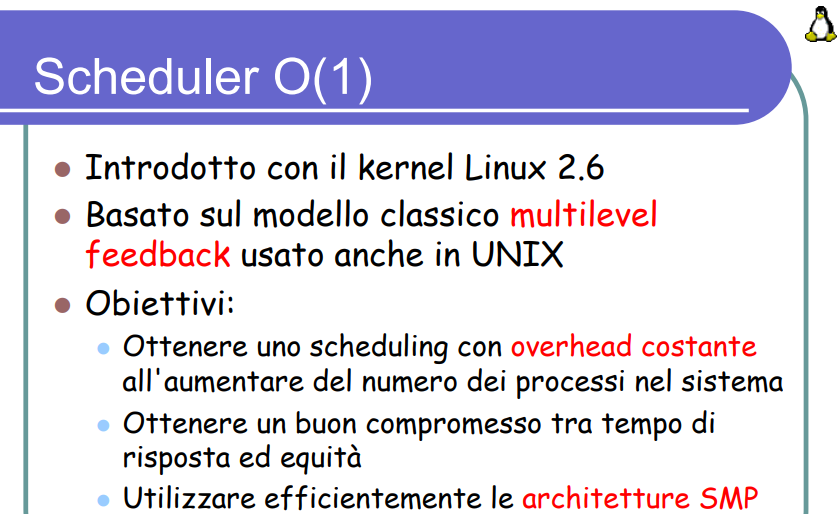 Scheduler O(1)
Introdotto con il kernel Linux 2.6
Basato sul modello classico multilevel
feedback usato anche in UNIX
Obiettivi:
Ottenere uno scheduling con overhead costante
all'aumentare del numero dei processi nel sistema
Ottenere un buon compromesso tra tempo di
risposta ed equità
Utilizzare efficientemente le architetture SMP